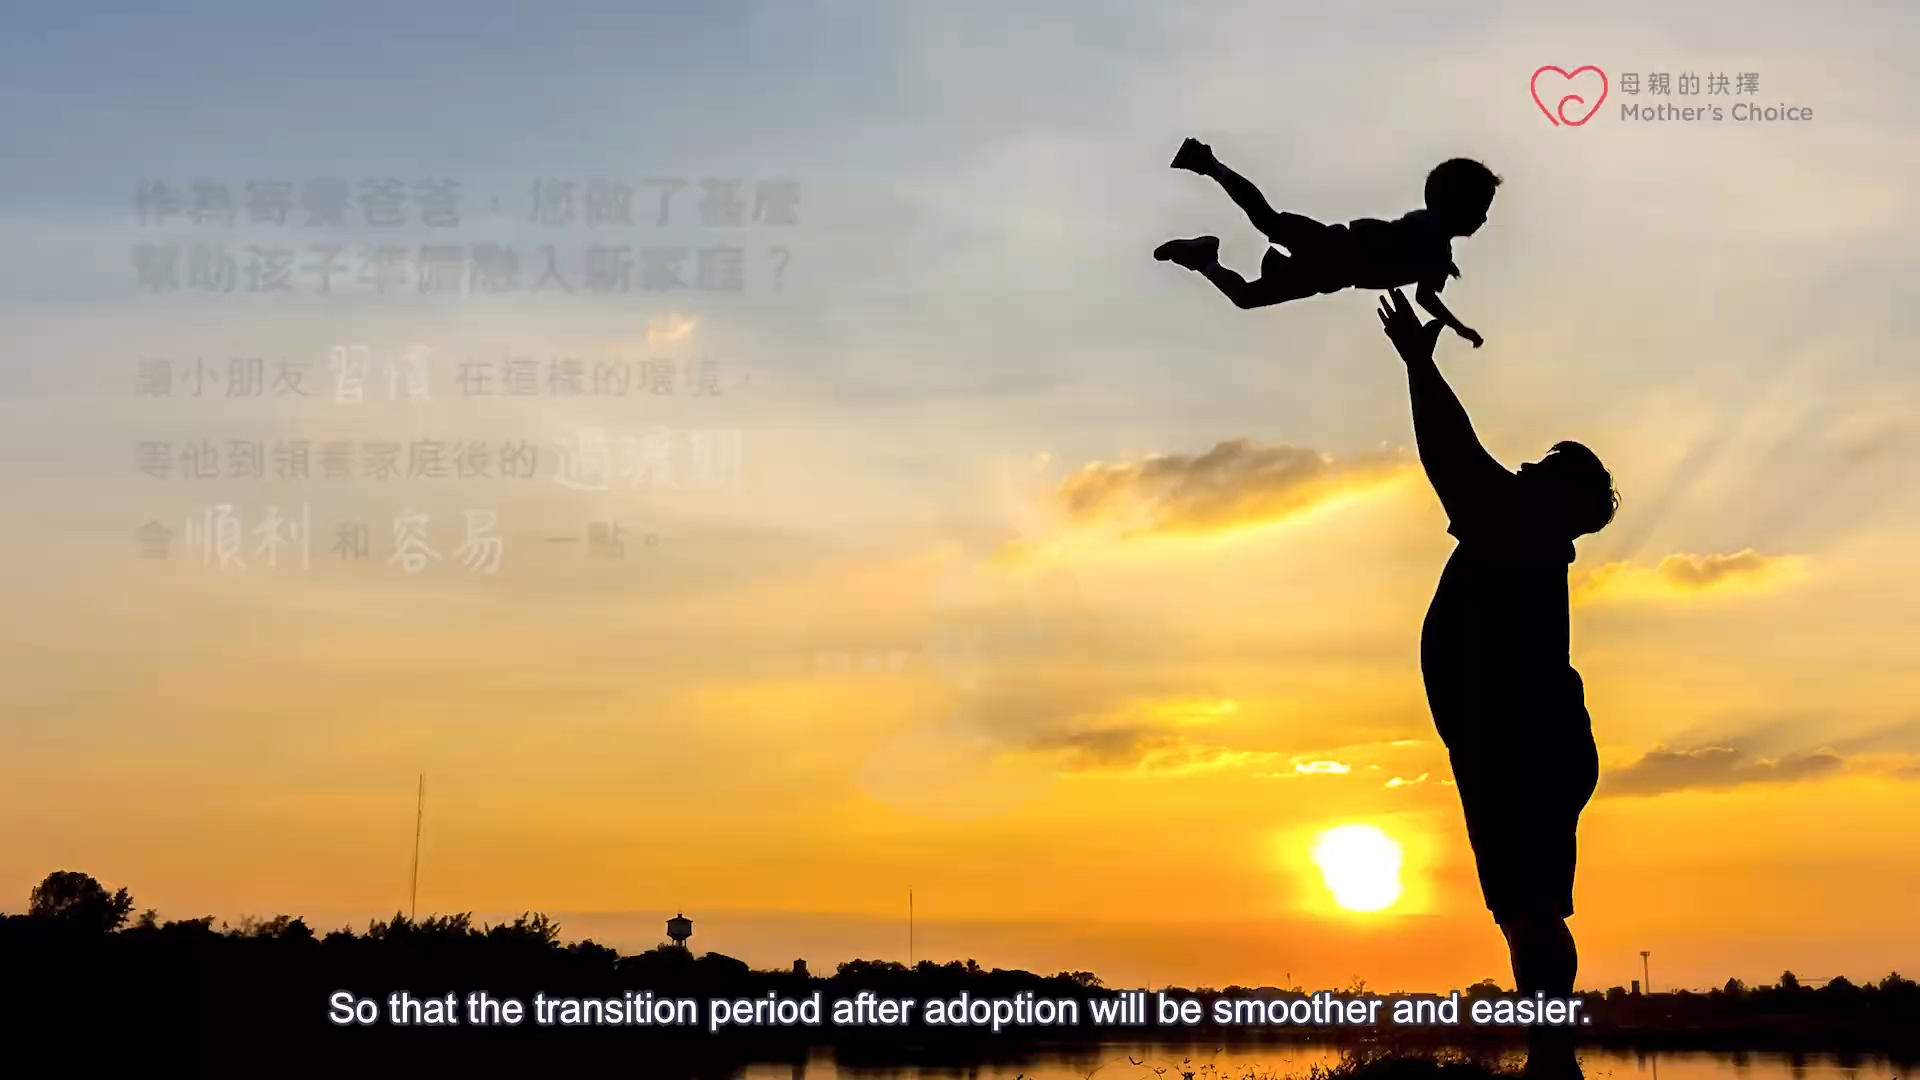 母親的抉擇
Mother's Choice
作為寄養爸爸，您做了甚麼
幫助孩子準備融入新家庭？
讓小朋友 習慣 在這樣的環境，
等他到領養家庭後的 過渡期
會 順利 和 容易 一點。
So that the transition period after adoption will be smoother and easier.